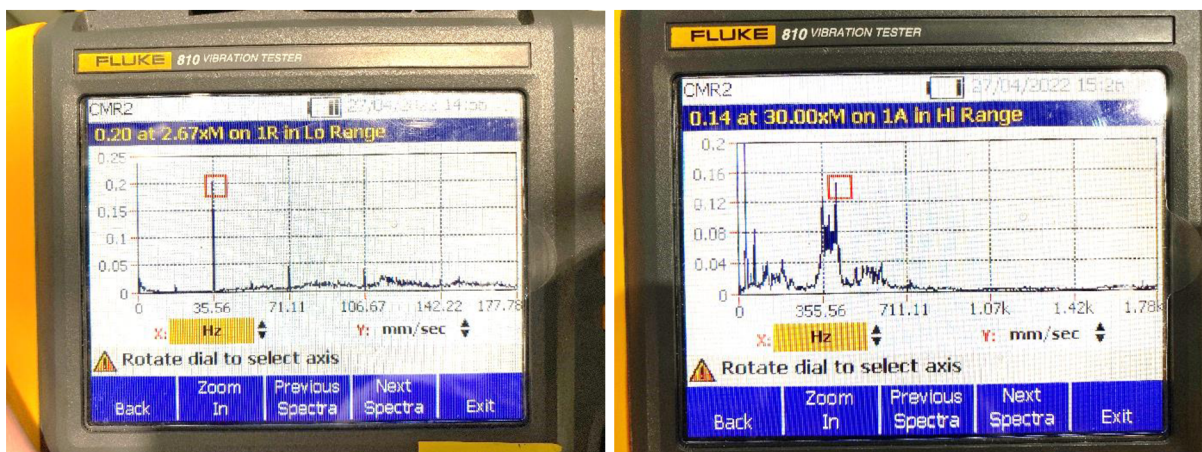 FLUKE 810 VIBRATION TESTER
CMR2 27/04/2022 14:56
0.20 at 2.67xM on 1R in Lo Range
0.25
0.2
0.15
0.1
0.05
0
0 35.56 71.11 106.67 142.22 177.78
X: Hz Y: mm/sec
Rotate dial to select axis
Back Zoom In Previous Spectra Next Spectra Exit
FLUKE 810 VIBRATION TESTER
CMR2 27/04/2022 15:26
0.14 at 30.00xM on 1A in Hi Range
0.2
0.16
0.12
0.08
0.04
0
0 355.56 711.11 1.07k 1.42k 1.78k
X: Hz Y: mm/sec
Rotate dial to select axis
Back Zoom In Previous Spectra Next Spectra Exit